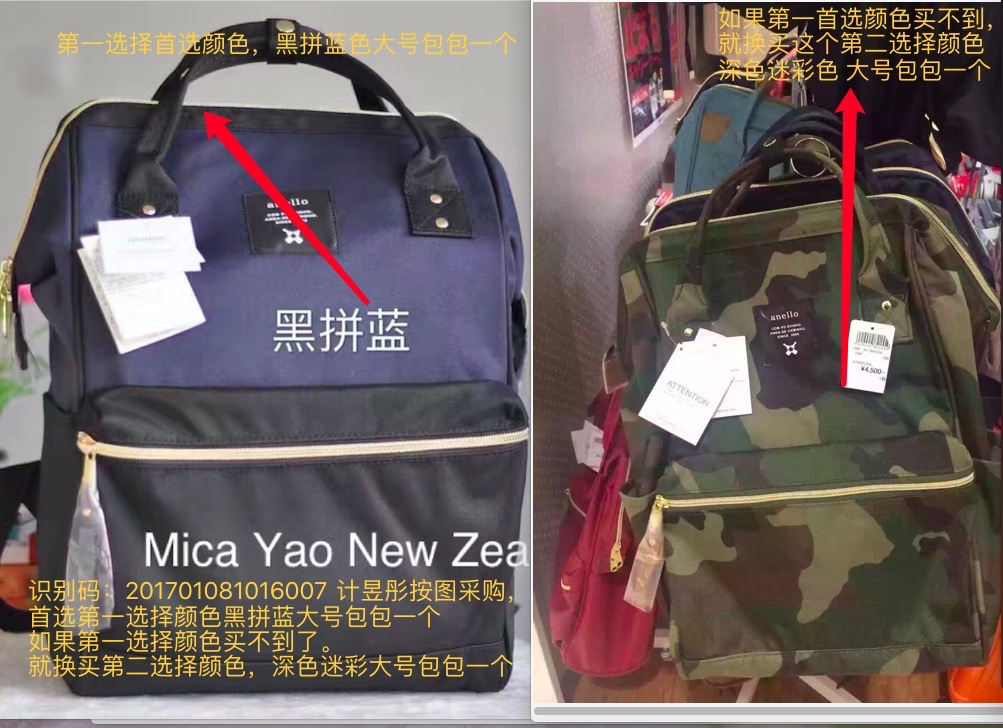 第一选择首选颜色，黑拼蓝色大号包包一个
anello
黑拼蓝
Mica Yao New Zea
识别码：201701081016007 计昱彤按图采购，
首选第一选择颜色黑拼蓝大号包包一个
如果第一选择颜色买不到了。
就换买第二选择颜色，深色迷彩大号包包一个
如果第一首选颜色买不到，
就换买这个第二选择颜色
深色迷彩色 大号包包一个
anello
SINCE 2005
ATTENTION
¥4,500